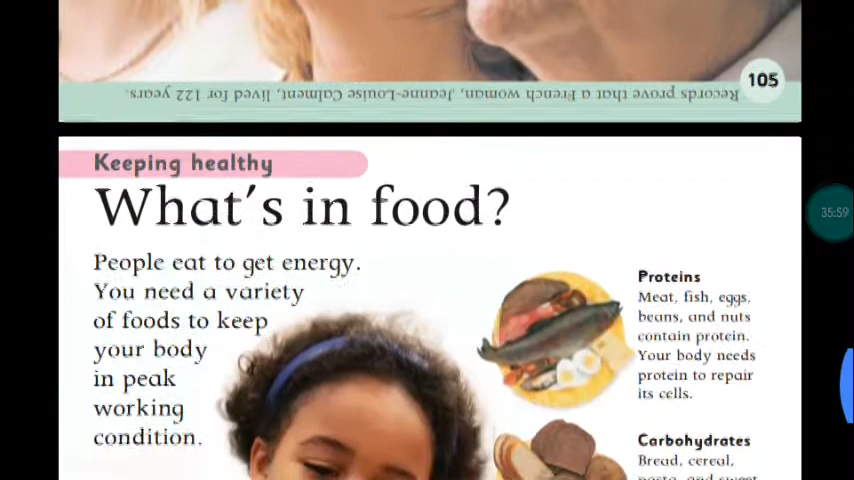 105
Records prove that a French woman, Jeanne-Louise Calment, lived for 122 years.
Keeping healthy
What's in food?
People eat to get energy.
You need a variety
of foods to keep
your body
in peak
working
condition.
Proteins
Meat, fish, eggs,
beans, and nuts
contain protein.
Your body needs
protein to repair
its cells.
Carbohydrates
Bread, cereal,
pasta, and sweet
35:59